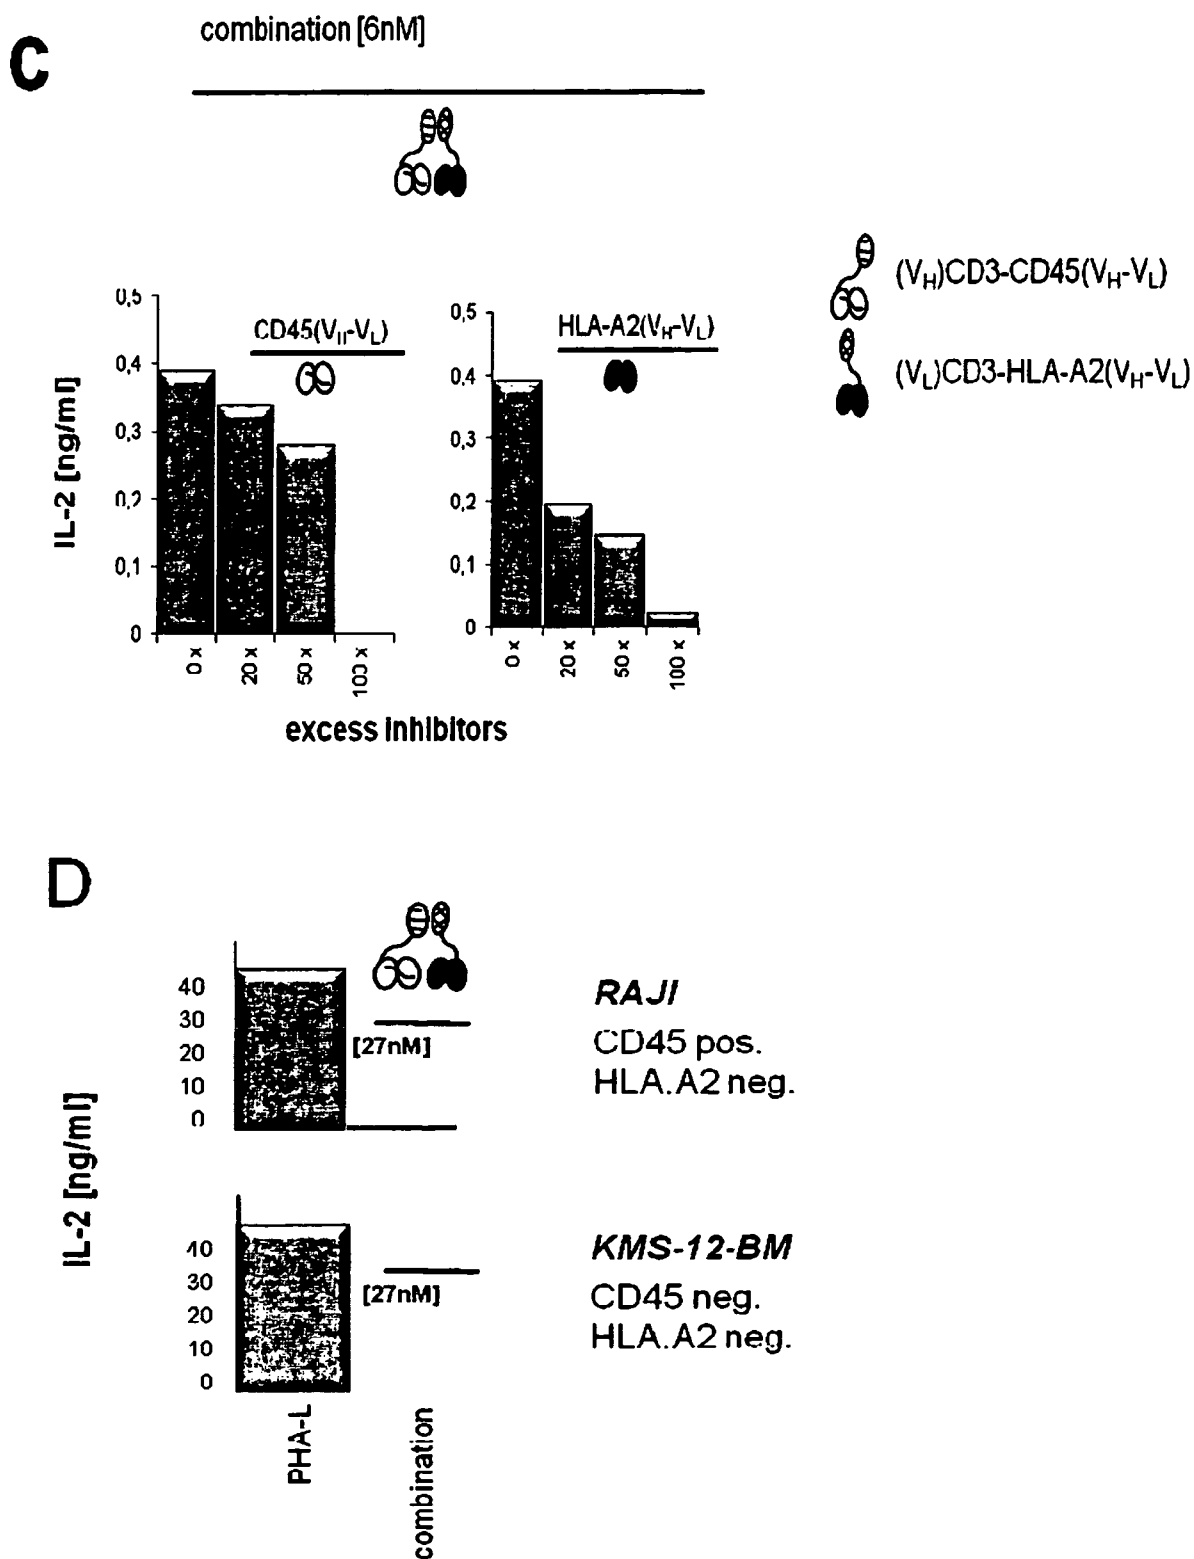 C
combination [6nM]
(VH)CD3-CD45(VH-VL)
(VL)CD3-HLA-A2(VH-VL)
IL-2 [ng/ml]
0,5
0,4
0,3
0,2
0,1
0
CD45(VH-VL)
0 x
20 x
50 x
100 x
0,5
0,4
0,3
0,2
0,1
0
HLA-A2(VH-VL)
0 x
20 x
50 x
100 x
excess inhibitors
D
IL-2 [ng/ml]
40
30
20
10
0
[27nM]
RAJI
CD45 pos.
HLA.A2 neg.
40
30
20
10
0
[27nM]
KMS-12-BM
CD45 neg.
HLA.A2 neg.
PHA-L
combination